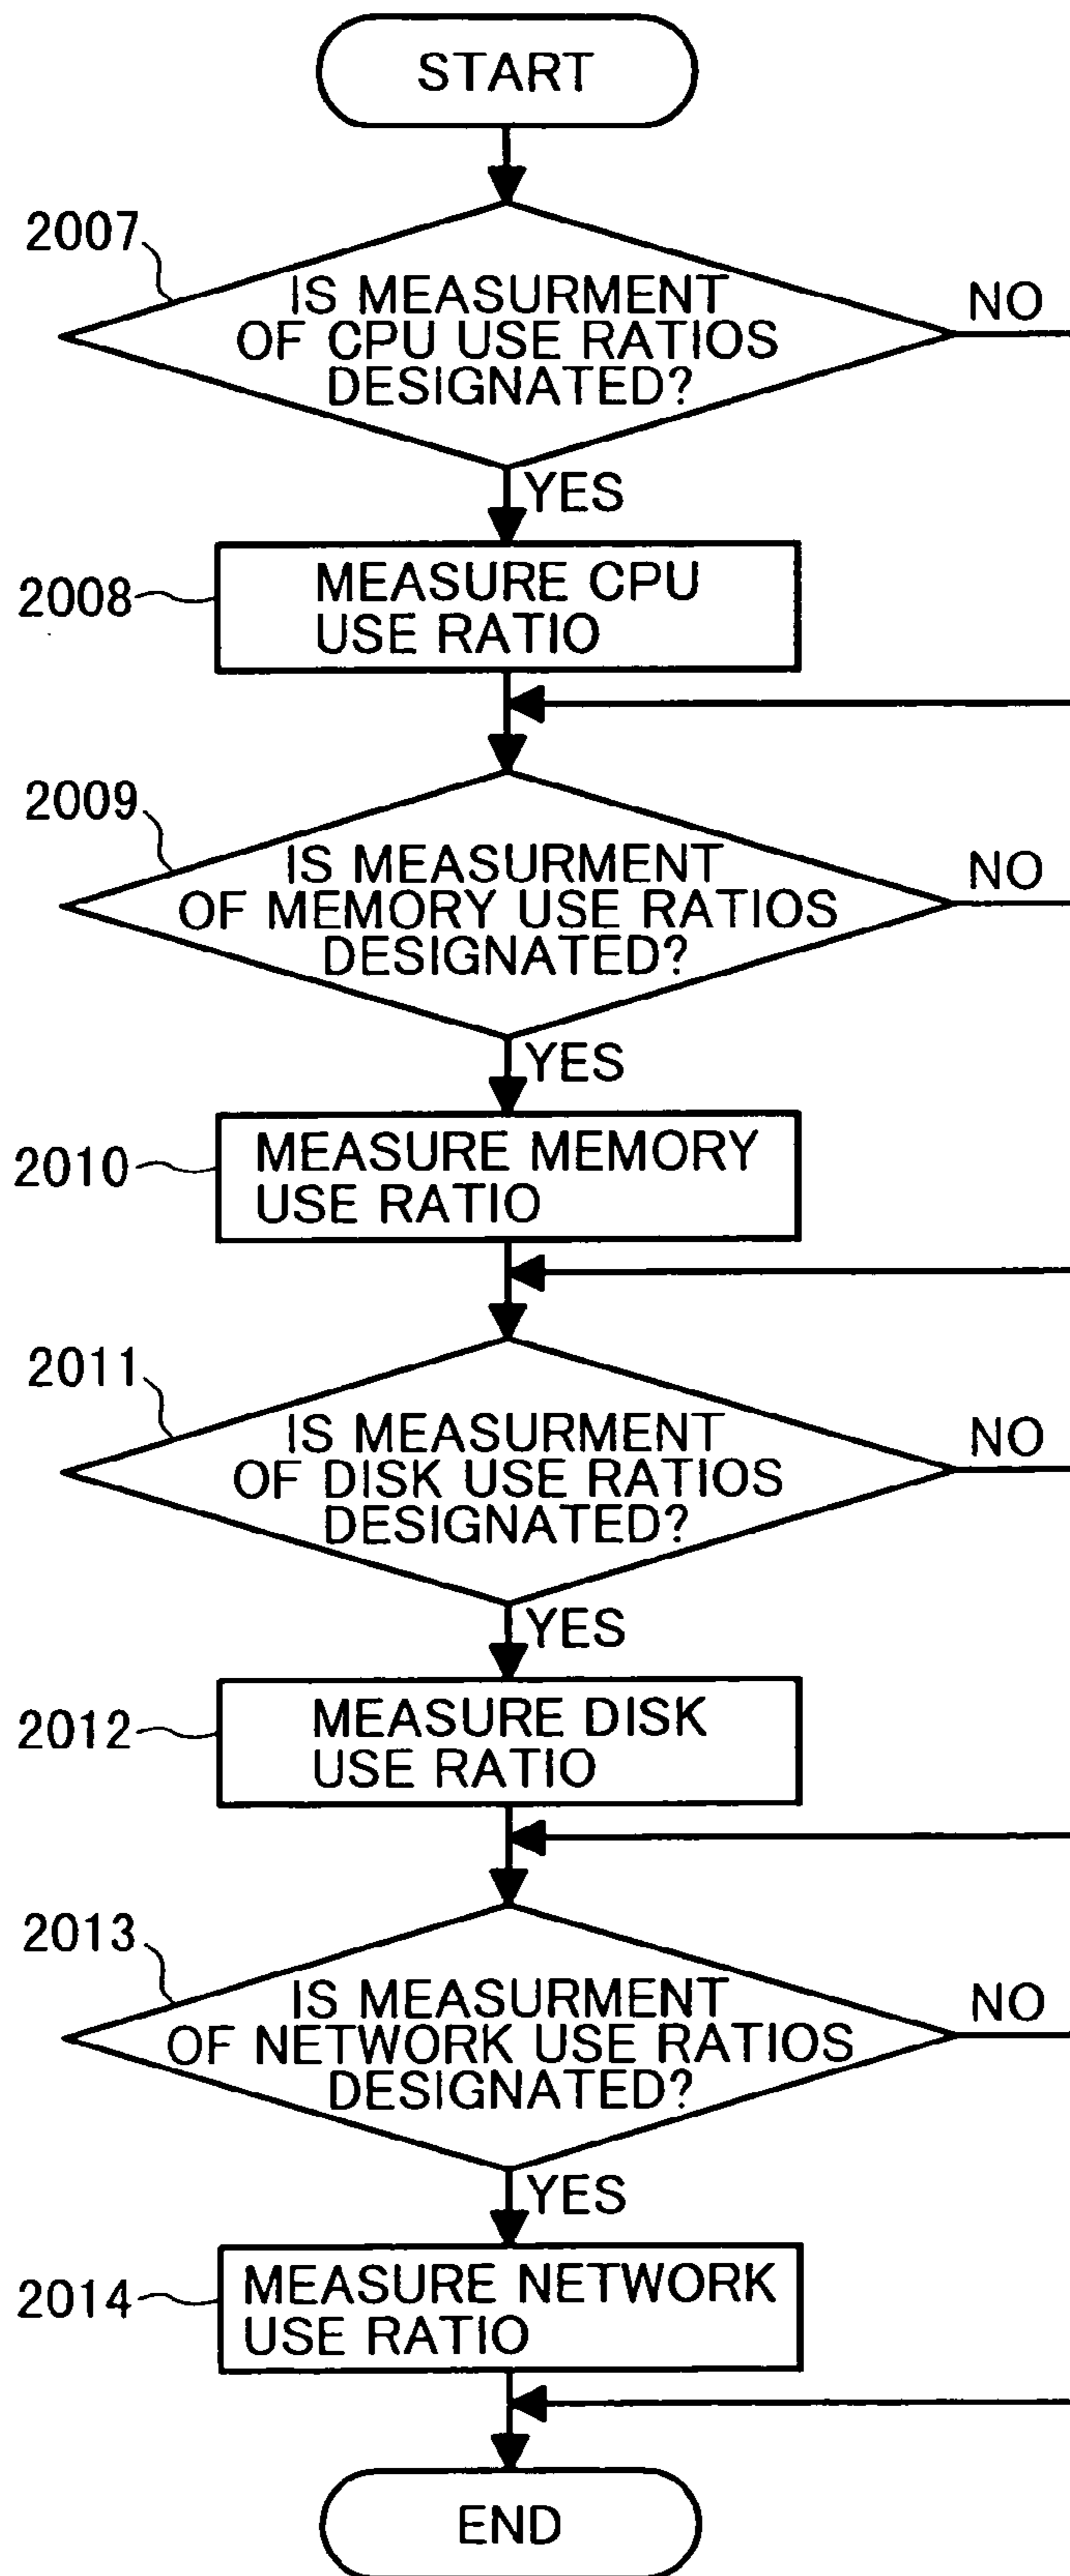 START
2007
IS MEASURMENT
OF CPU USE RATIOS
DESIGNATED?
NO
YES
2008
MEASURE CPU
USE RATIO
2009
IS MEASURMENT
OF MEMORY USE RATIOS
DESIGNATED?
NO
YES
2010
MEASURE MEMORY
USE RATIO
2011
IS MEASURMENT
OF DISK USE RATIOS
DESIGNATED?
NO
YES
2012
MEASURE DISK
USE RATIO
2013
IS MEASURMENT
OF NETWORK USE RATIOS
DESIGNATED?
NO
YES
2014
MEASURE NETWORK
USE RATIO
END